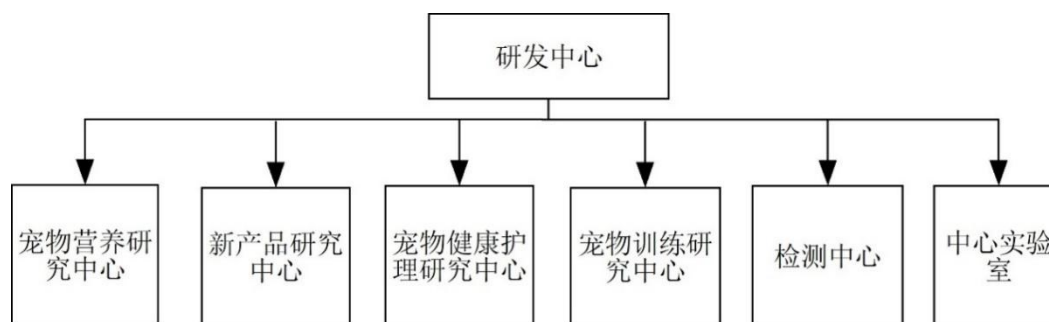 研发中心
宠物营养研
究中心
新产品研究
中心
宠物健康护
理研究中心
宠物训练研
究中心
检测中心
中心实验
室